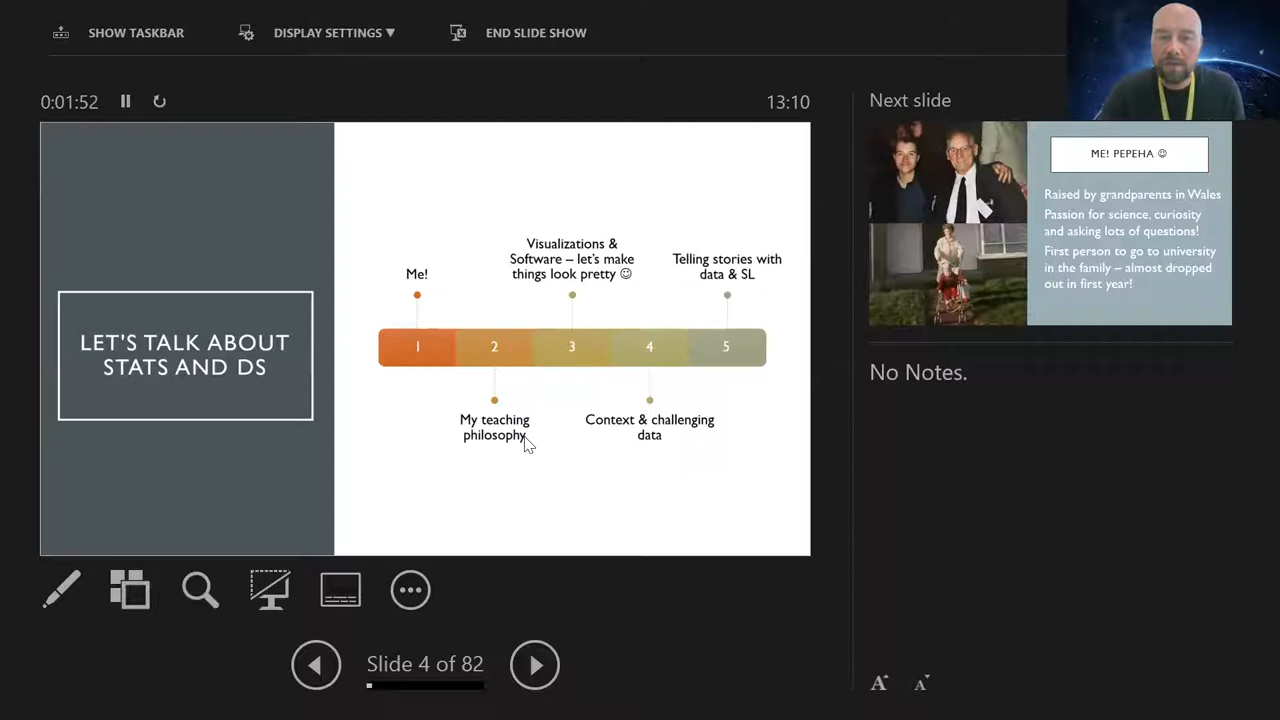 SHOW TASKBAR
DISPLAY SETTINGS ▼
END SLIDE SHOW
0:01:52
13:10
LET'S TALK ABOUT
STATS AND DS
Me!
Visualizations &
Software – let's make
things look pretty ☺
Telling stories with
data & SL
1
2
3
4
5
My teaching
philosophy
Context & challenging
data
Slide 4 of 82
Next slide
ME! PEPEHA ☺
Raised by grandparents in Wales
Passion for science, curiosity
and asking lots of questions!
First person to go to university
in the family – almost dropped
out in first year!
No Notes.
A
A